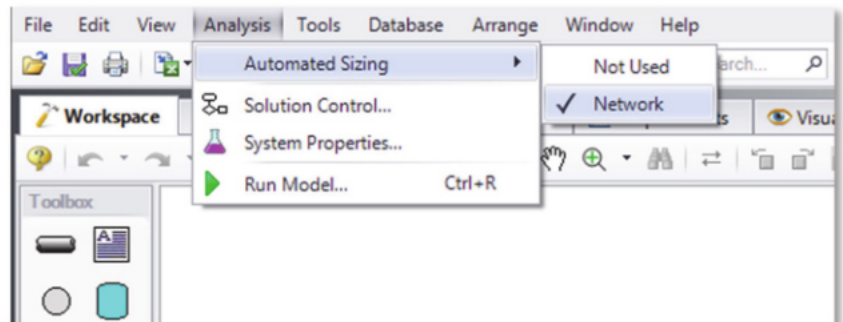 File Edit View Analysis Tools Database Arrange Window Help
Automated Sizing
Not Used
Network
Solution Control...
System Properties...
Run Model... Ctrl+R
Workspace
Toolbox
A